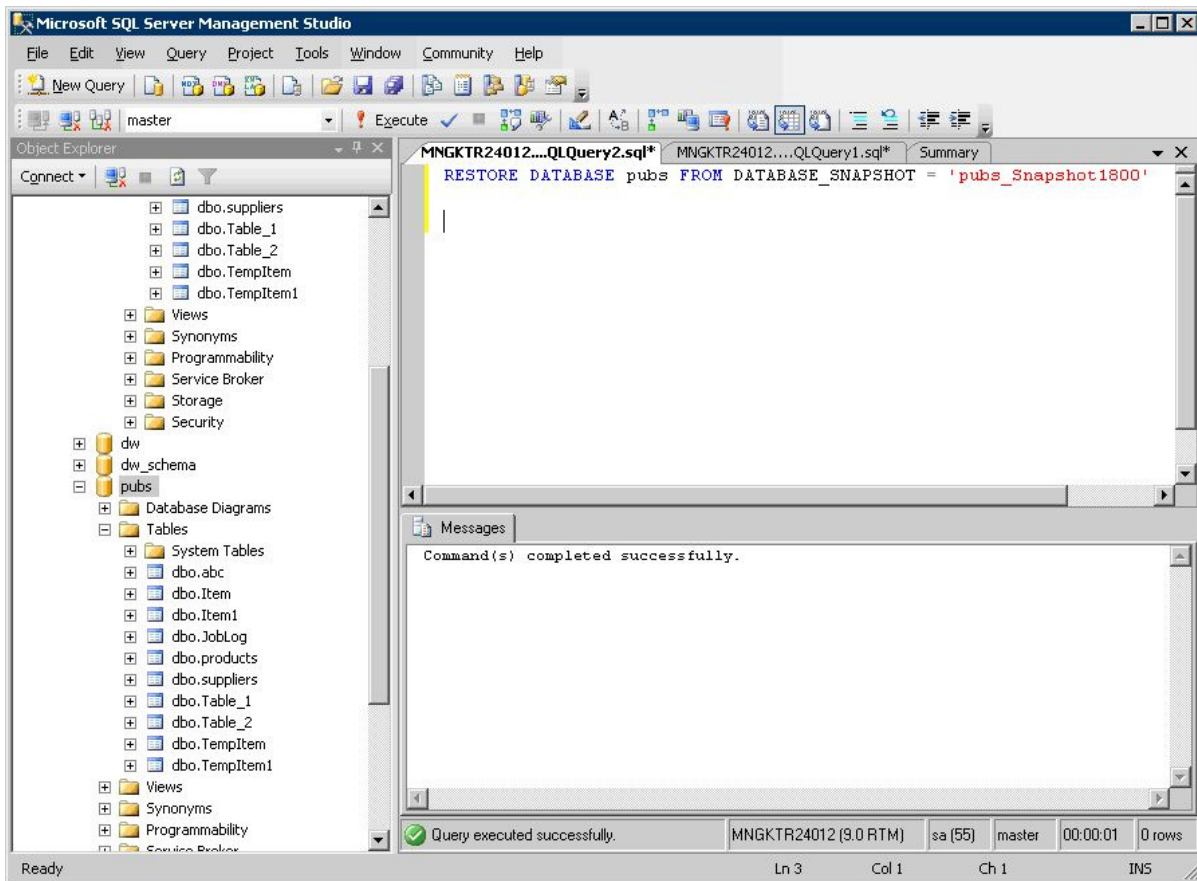 Microsoft SQL Server Management Studio
File Edit View Query Project Tools Window Community Help
New Query
master Execute
Object Explorer
MNGKTR24012....QLQuery2.sql* MNGKTR24012....QLQuery1.sql* Summary
Connect
RESTORE DATABASE pubs FROM DATABASE_SNAPSHOT = 'pubs_Snapshot1800'
dbo.suppliers
dbo.Table_1
dbo.Table_2
dbo.TempItem
dbo.TempItem1
Views
Synonyms
Programmability
Service Broker
Storage
Security
dw
dw_schema
pubs
Database Diagrams
Tables
System Tables
dbo.abc
dbo.Item
dbo.Item1
dbo.JobLog
dbo.products
dbo.suppliers
dbo.Table_1
dbo.Table_2
dbo.TempItem
dbo.TempItem1
Views
Synonyms
Programmability
Service Broker
Messages
Command(s) completed successfully.
Query executed successfully. MNGKTR24012 (9.0 RTM) sa (55) master 00:00:01 0 rows
Ready Ln 3 Col 1 Ch 1 INS